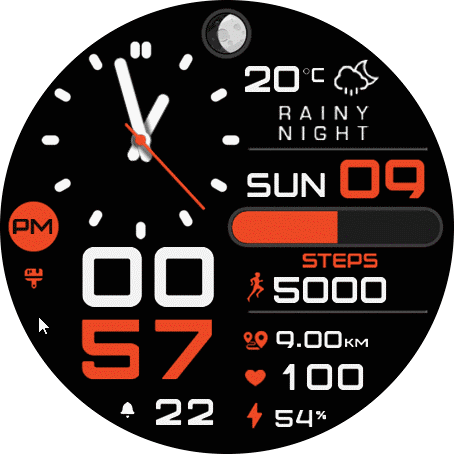 20°C
RAINY
NIGHT
SUN 09
PM
STEPS
5000
00
57
9.00KM
100
22
54%